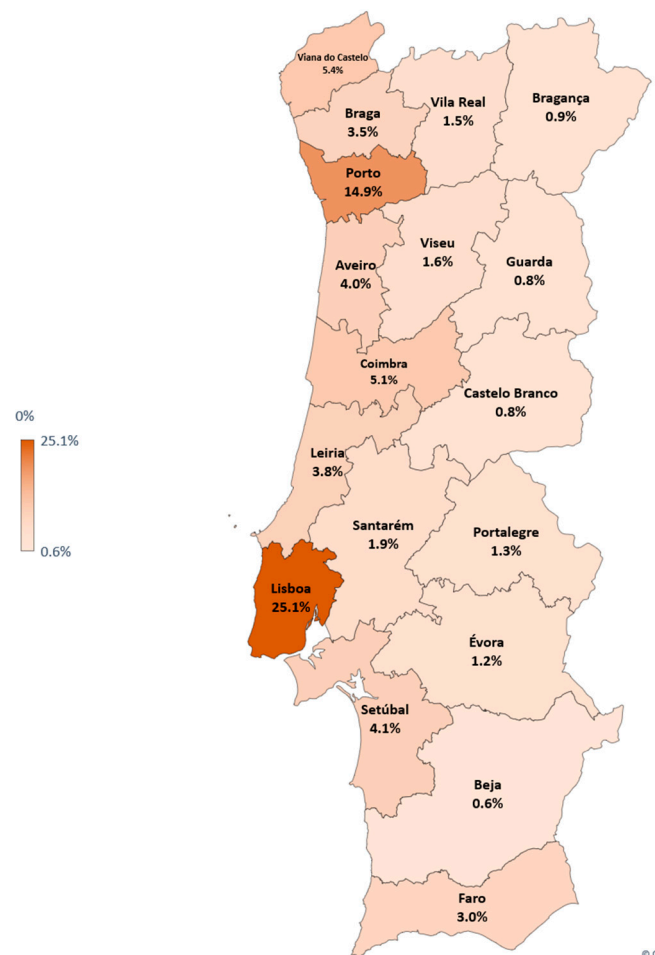 Viana do Castelo
5.4%
Braga
3.5%
Vila Real
1.5%
Bragança
0.9%
Porto
14.9%
Aveiro
4.0%
Viseu
1.6%
Guarda
0.8%
Coimbra
5.1%
Castelo Branco
0.8%
0%
25.1%
0.6%
Leiria
3.8%
Santarém
1.9%
Portalegre
1.3%
Lisboa
25.1%
Évora
1.2%
Setúbal
4.1%
Beja
0.6%
Faro
3.0%